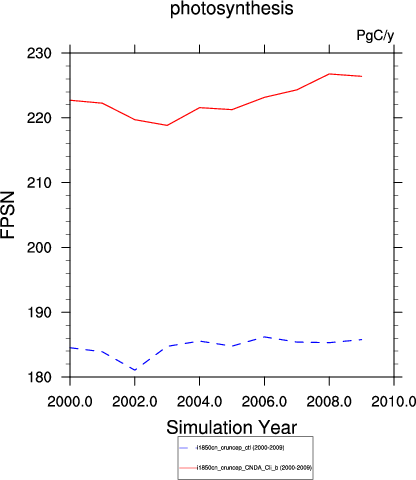 photosynthesis
PgC/y
230
220
210
200
190
180
FPSN
2000.0 2002.0 2004.0 2006.0 2008.0 2010.0
Simulation Year
i1850cn_cruncep_ctl (2000-2009)
i1850cn_cruncep_CNDA_Cli_b (2000-2009)